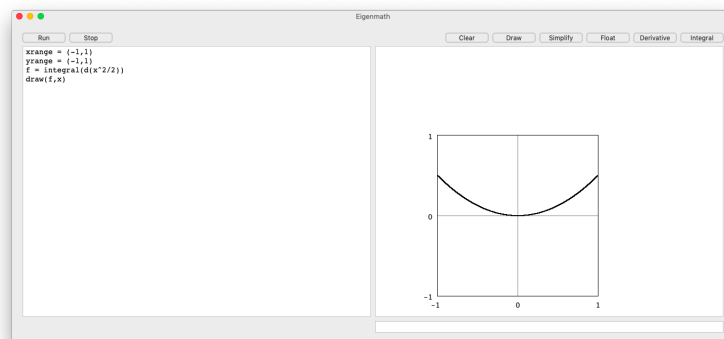 Eigenmath
Run Stop Clear Draw Simplify Float Derivative Integral
xrange = (-1,1)
yrange = (-1,1)
f = integral(d(x^2/2))
draw(f,x)
1
0
-1
-1 0 1